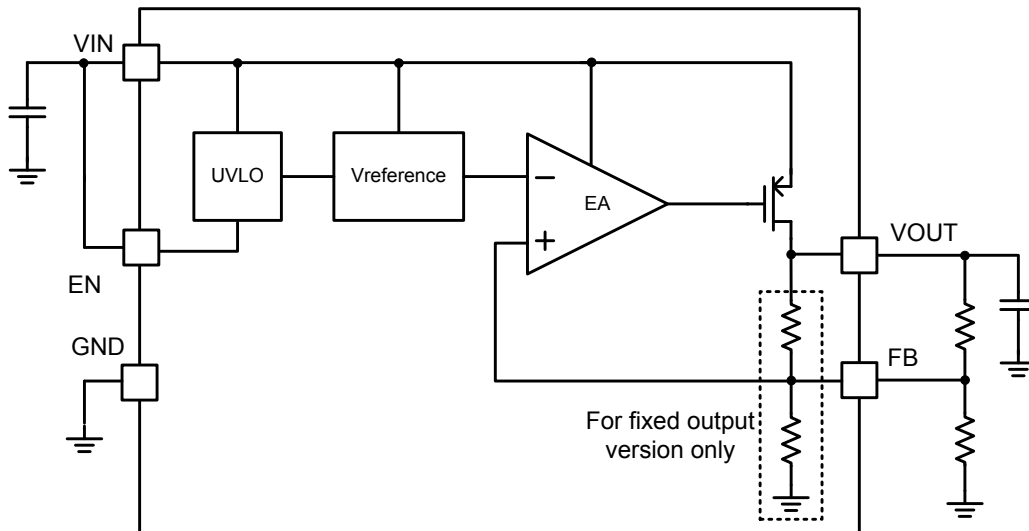 VIN
UVLO
Vreference
−
EA
+
VOUT
EN
GND
FB
For fixed output
version only